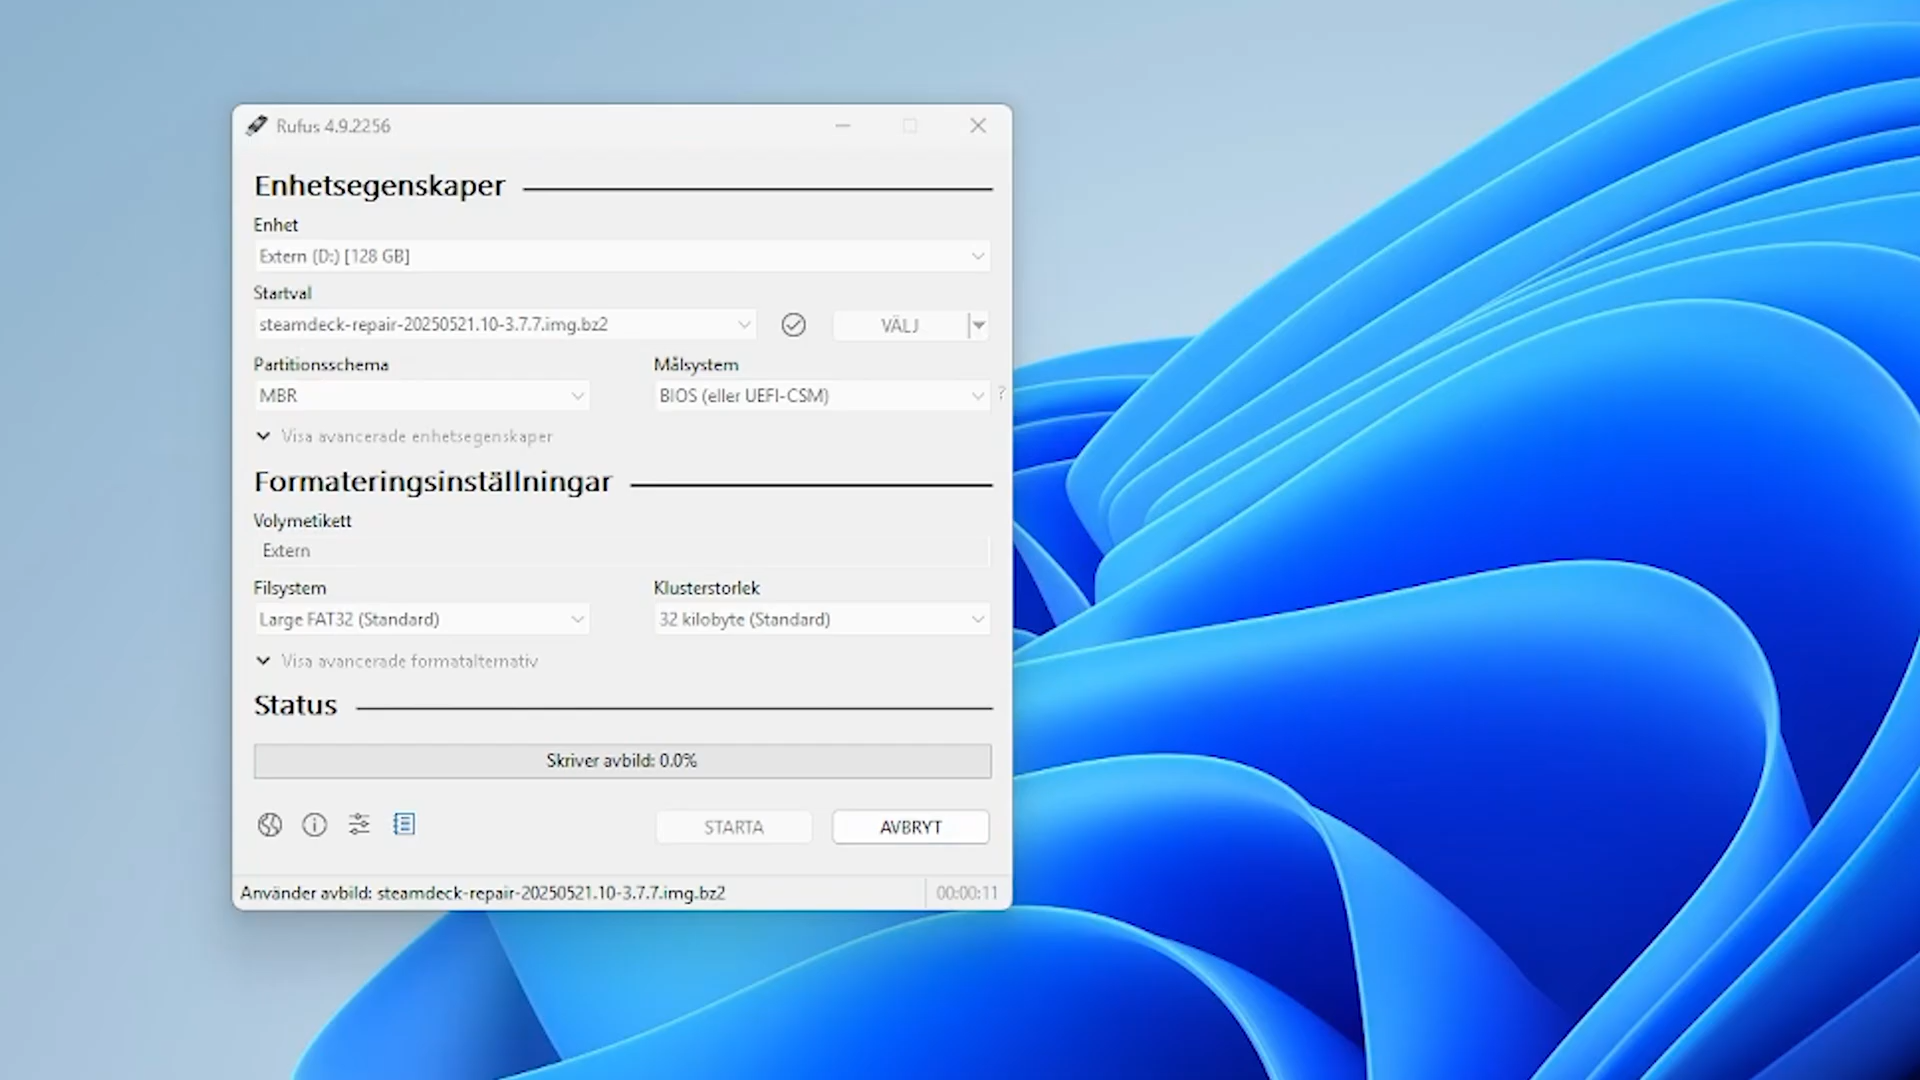 Rufus 4.9.2256
Enhetsegenskaper
Enhet
Extern (D:) [128 GB]
Startval
steamdeck-repair-20250521.10-3.7.7.img.bz2
VÄLJ
Partitionsschema
Målsystem
MBR
BIOS (eller UEFI-CSM)
?
Visa avancerade enhetsegenskaper
Formateringsinställningar
Volymetikett
Extern
Filsystem
Klusterstorlek
Large FAT32 (Standard)
32 kilobyte (Standard)
Visa avancerade formatalternativ
Status
Skriver avbild: 0.0%
STARTA
AVBRYT
Använder avbild: steamdeck-repair-20250521.10-3.7.7.img.bz2
00:00:11